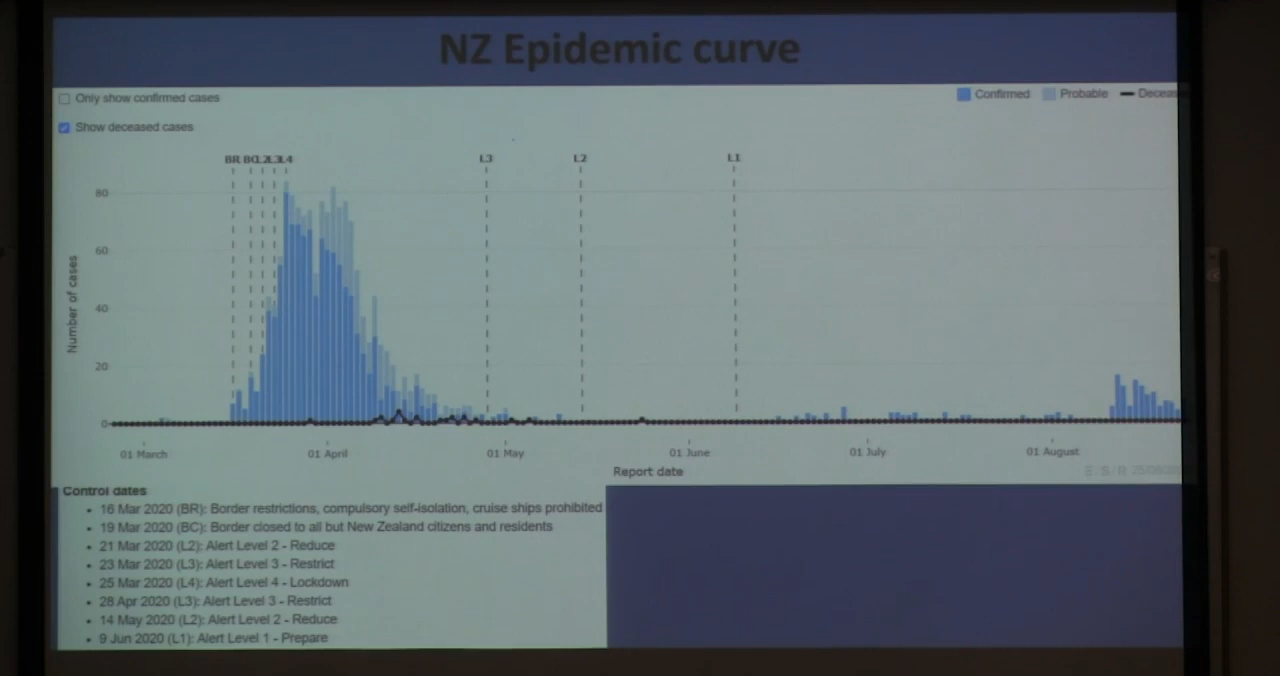 NZ Epidemic curve
Only show confirmed cases
Show deceased cases
Confirmed Probable
BR BC L2 L3 L4 L3 L2 L1
80
60
40
20
0
Number of cases
01 March 01 April 01 May 01 June 01 July 01 August
Report date
E/S/R
Control dates
• 16 Mar 2020 (BR): Border restrictions, compulsory self-isolation, cruise ships prohibited
• 19 Mar 2020 (BC): Border closed to all but New Zealand citizens and residents
• 21 Mar 2020 (L2): Alert Level 2 - Reduce
• 23 Mar 2020 (L3): Alert Level 3 - Restrict
• 25 Mar 2020 (L4): Alert Level 4 - Lockdown
• 28 Apr 2020 (L3): Alert Level 3 - Restrict
• 14 May 2020 (L2): Alert Level 2 - Reduce
• 9 Jun 2020 (L1): Alert Level 1 - Prepare